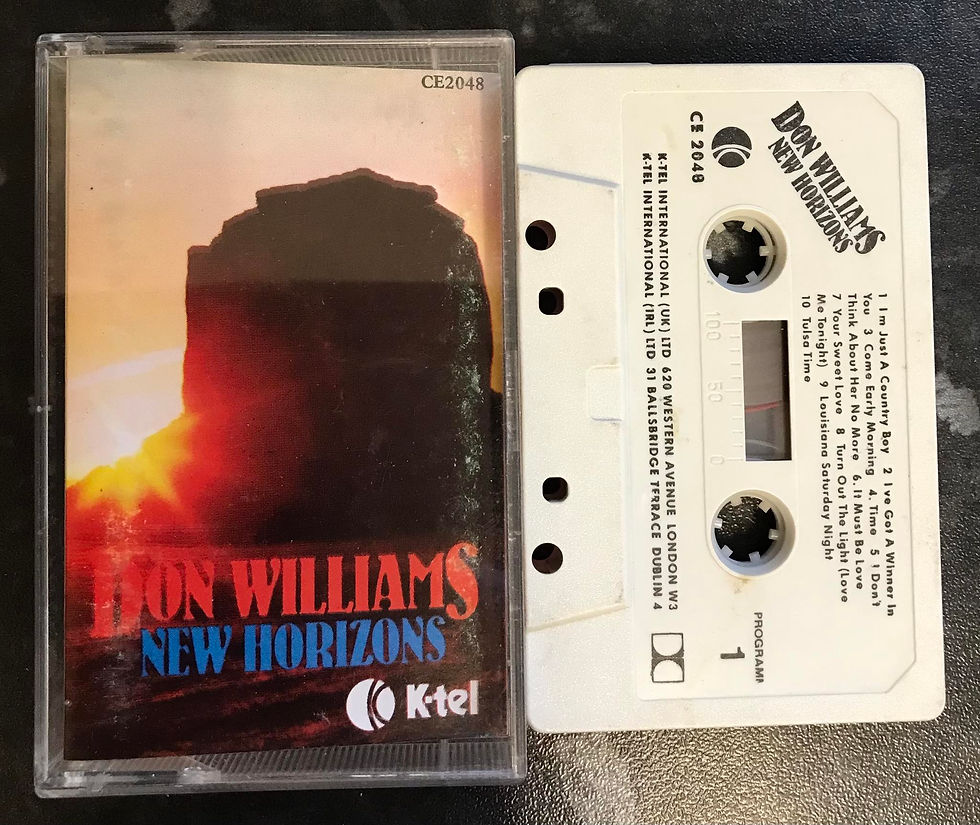 CE2048
DON WILLIAMS
NEW HORIZONS
K-tel
DON WILLIAMS
NEW HORIZONS
CE 2048
1 I'm Just A Country Boy 2 I've Got A Winner In
You 3 Come Early Morning 4. Time 5 I Don't
Think About Her No More 6. It Must Be Love
7 Your Sweet Love 8 Turn Out The Light (Love
Me Tonight) 9 Louisiana Saturday Night
10 Tulsa Time
100 50 0
PROGRAMM
1
K-TEL INTERNATIONAL (UK) LTD 620 WESTERN AVENUE LONDON W3
K-TEL INTERNATIONAL (IRL) LTD 31 BALLSBRIDGE TERRACE DUBLIN 4